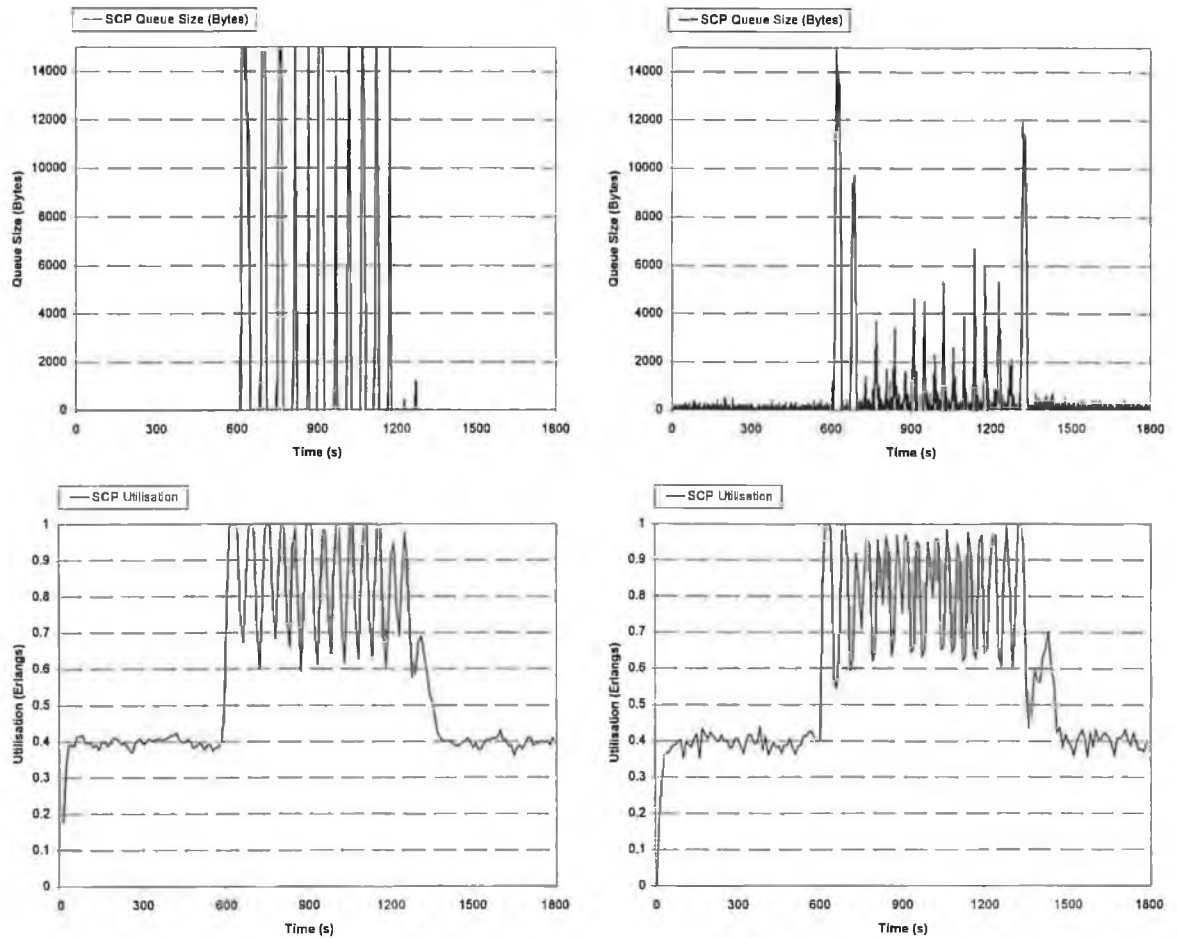 SCP Queue Size (Bytes)
14000
12000
10000
8000
6000
4000
2000
0
Queue Size (Bytes)
0 300 600 900 1200 1500 1800
Time (s)
SCP Queue Size (Bytes)
14000
12000
10000
8000
6000
4000
2000
0
Queue Size (Bytes)
0 300 600 900 1200 1500 1800
Time (s)
SCP Utilisation
1
0.9
0.8
0.7
0.6
0.5
0.4
0.3
0.2
0.1
0
Utilisation (Erlangs)
0 300 600 900 1200 1500 1800
Time (s)
SCP Utilisation
1
0.9
0.8
0.7
0.6
0.5
0.4
0.3
0.2
0.1
0
Utilisation (Erlangs)
0 300 600 900 1200 1500 1800
Time (s)